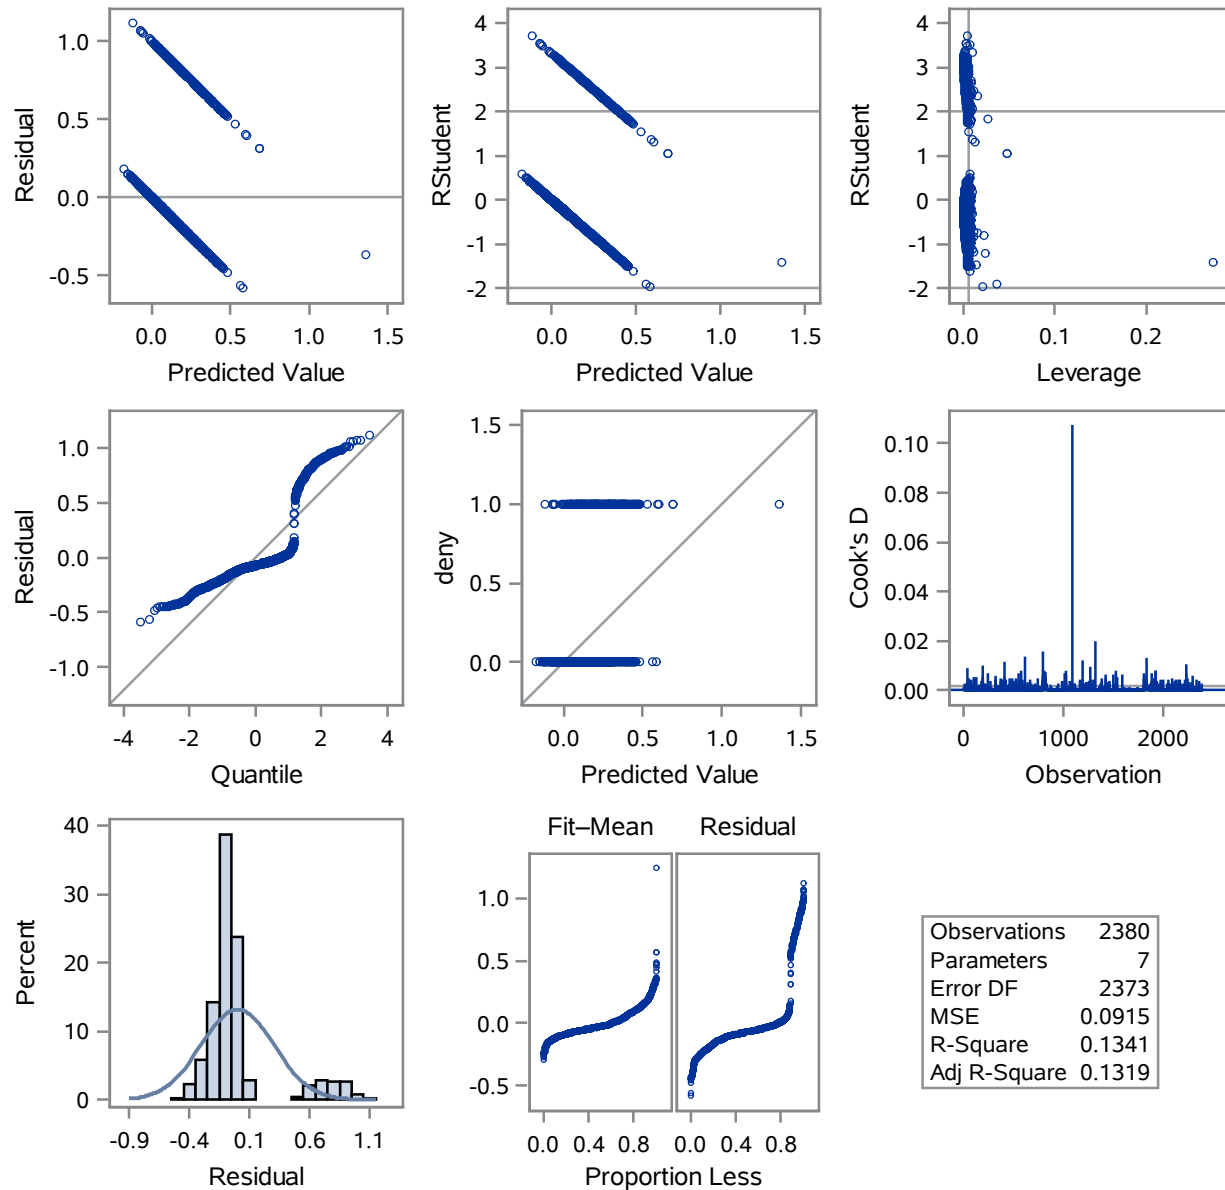 Residual
1.0
0.5
0.0
-0.5
0.0 0.5 1.0 1.5
Predicted Value
RStudent
4
3
2
1
0
-1
-2
0.0 0.5 1.0 1.5
Predicted Value
RStudent
4
3
2
1
0
-1
-2
0.0 0.1 0.2
Leverage
Residual
1.0
0.5
0.0
-0.5
-1.0
-4 -2 0 2 4
Quantile
deny
1.5
1.0
0.5
0.0
0.0 0.5 1.0 1.5
Predicted Value
Cook's D
0.10
0.08
0.06
0.04
0.02
0.00
0 1000 2000
Observation
Percent
40
30
20
10
0
-0.9 -0.4 0.1 0.6 1.1
Residual
Fit–Mean Residual
1.0
0.5
0.0
-0.5
0.0 0.4 0.8 0.0 0.4 0.8
Proportion Less
Observations 2380
Parameters 7
Error DF 2373
MSE 0.0915
R-Square 0.1341
Adj R-Square 0.1319